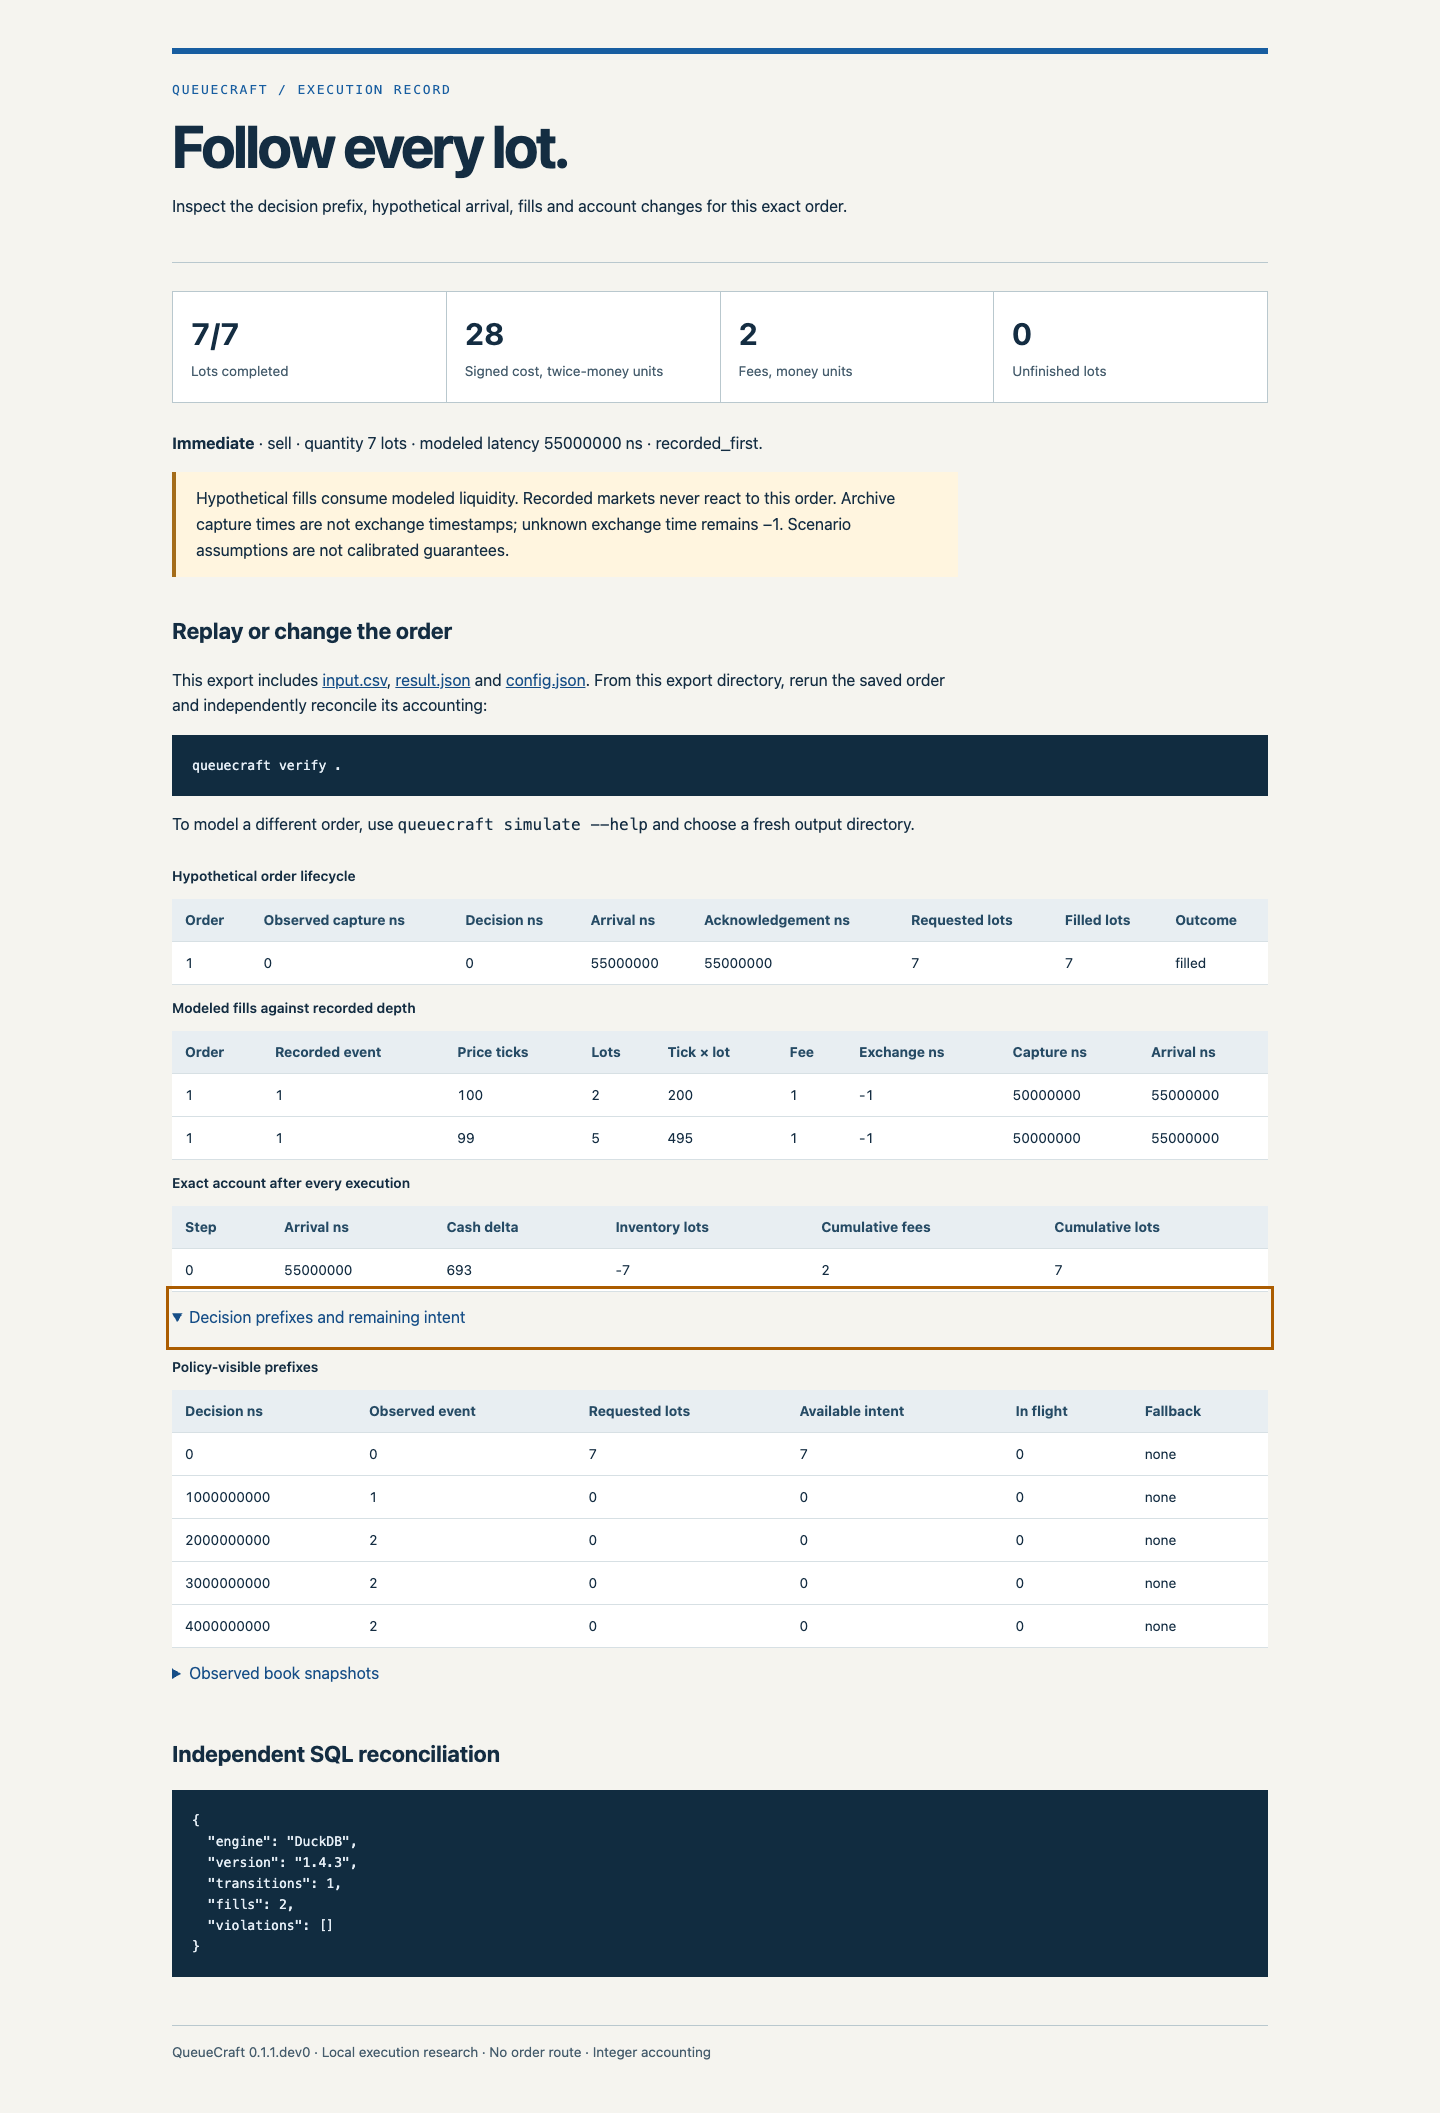 QUEUECRAFT / EXECUTION RECORD
Follow every lot.
Inspect the decision prefix, hypothetical arrival, fills and account changes for this exact order.
7/7
Lots completed
28
Signed cost, twice-money units
2
Fees, money units
0
Unfinished lots
Immediate · sell · quantity 7 lots · modeled latency 55000000 ns · recorded_first.
Hypothetical fills consume modeled liquidity. Recorded markets never react to this order. Archive
capture times are not exchange timestamps; unknown exchange time remains −1. Scenario
assumptions are not calibrated guarantees.
Replay or change the order
This export includes input.csv, result.json and config.json. From this export directory, rerun the saved order
and independently reconcile its accounting:
queuecraft verify .
To model a different order, use queuecraft simulate --help and choose a fresh output directory.
Hypothetical order lifecycle
Order Observed capture ns Decision ns Arrival ns Acknowledgement ns Requested lots Filled lots Outcome
1 0 0 55000000 55000000 7 7 filled
Modeled fills against recorded depth
Order Recorded event Price ticks Lots Tick × lot Fee Exchange ns Capture ns Arrival ns
1 1 100 2 200 1 -1 50000000 55000000
1 1 99 5 495 1 -1 50000000 55000000
Exact account after every execution
Step Arrival ns Cash delta Inventory lots Cumulative fees Cumulative lots
0 55000000 693 -7 2 7
▼ Decision prefixes and remaining intent
Policy-visible prefixes
Decision ns Observed event Requested lots Available intent In flight Fallback
0 0 7 7 0 none
1000000000 1 0 0 0 none
2000000000 2 0 0 0 none
3000000000 2 0 0 0 none
4000000000 2 0 0 0 none
▶ Observed book snapshots
Independent SQL reconciliation
{
"engine": "DuckDB",
"version": "1.4.3",
"transitions": 1,
"fills": 2,
"violations": []
}
QueueCraft 0.1.1.dev0 · Local execution research · No order route · Integer accounting